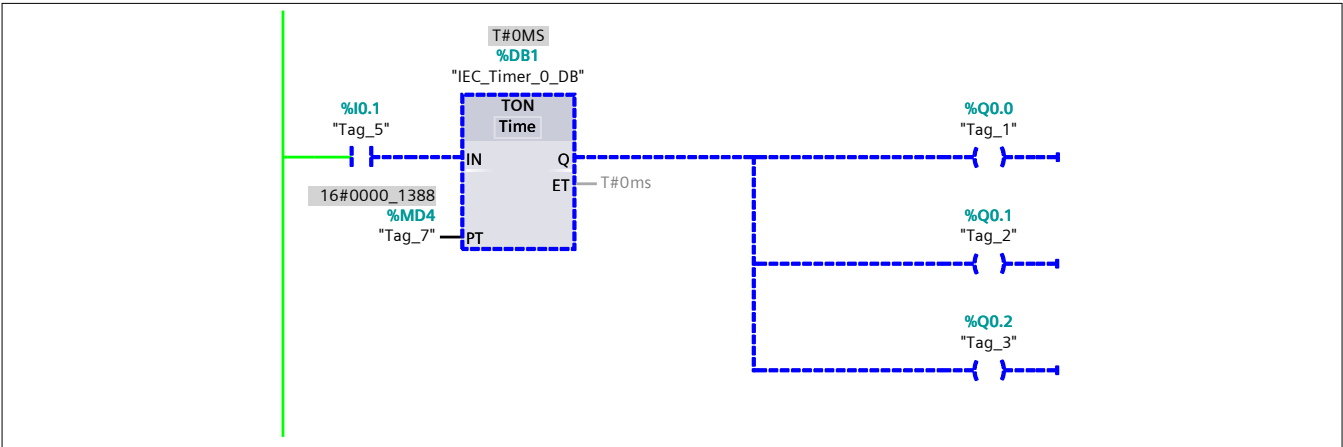 T#0MS
%DB1
"IEC_Timer_0_DB"
%I0.1
"Tag_5"
TON
Time
IN
Q
ET
T#0ms
16#0000_1388
%MD4
"Tag_7"
PT
%Q0.0
"Tag_1"
%Q0.1
"Tag_2"
%Q0.2
"Tag_3"